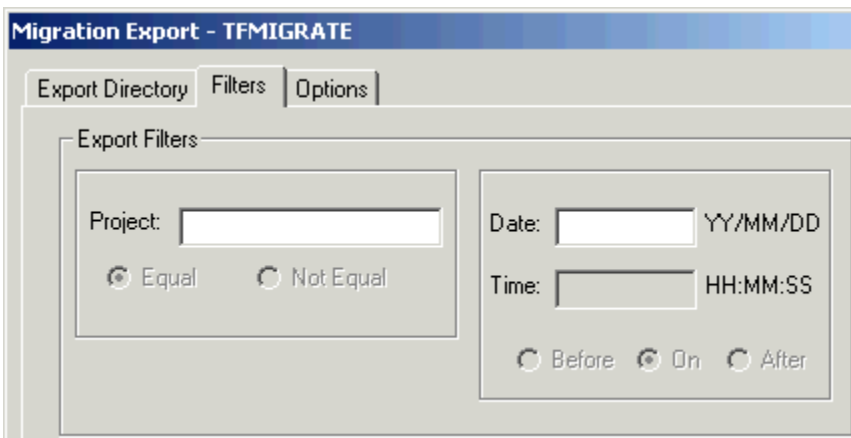 Migration Export - TFMIGRATE
Export Directory Filters Options
Export Filters
Project:
Equal Not Equal
Date: YY/MM/DD
Time: HH:MM:SS
Before On After